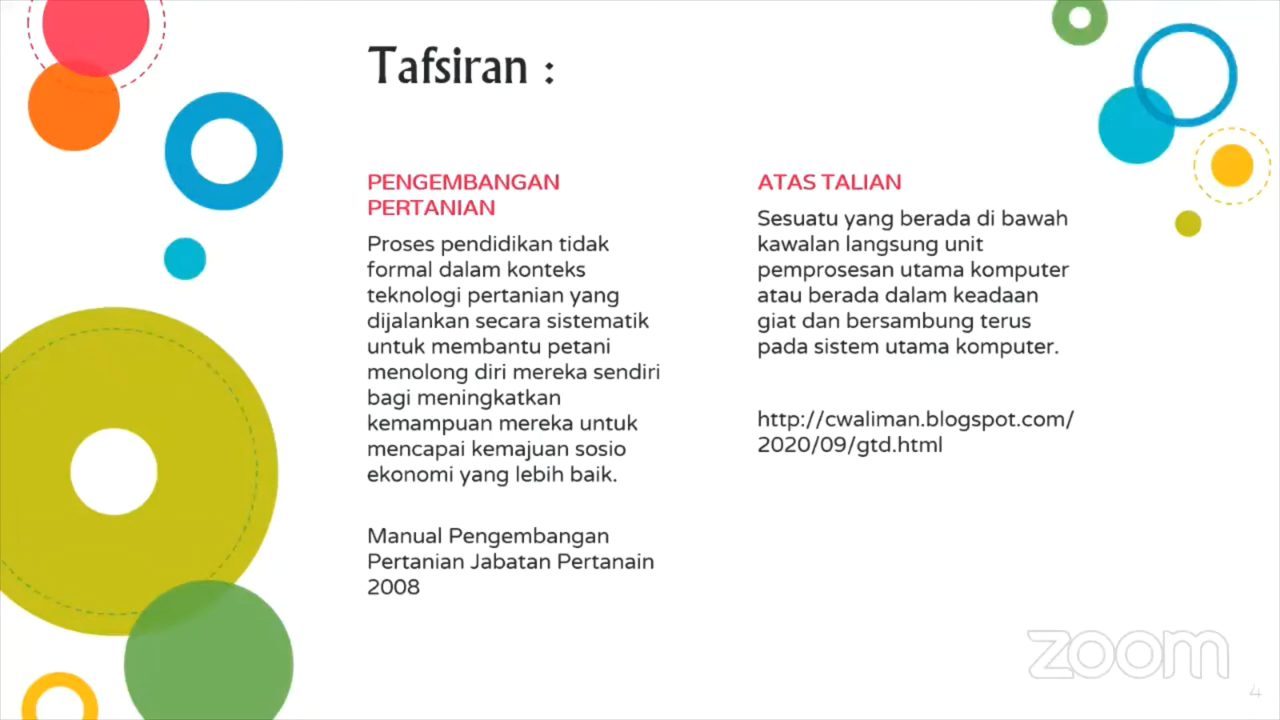 Tafsiran :
PENGEMBANGAN
PERTANIAN
Proses pendidikan tidak
formal dalam konteks
teknologi pertanian yang
dijalankan secara sistematik
untuk membantu petani
menolong diri mereka sendiri
bagi meningkatkan
kemampuan mereka untuk
mencapai kemajuan sosio
ekonomi yang lebih baik.
Manual Pengembangan
Pertanian Jabatan Pertanain
2008
ATAS TALIAN
Sesuatu yang berada di bawah
kawalan langsung unit
pemprosesan utama komputer
atau berada dalam keadaan
giat dan bersambung terus
pada sistem utama komputer.
http://cwaliman.blogspot.com/
2020/09/gtd.html
zoom
4